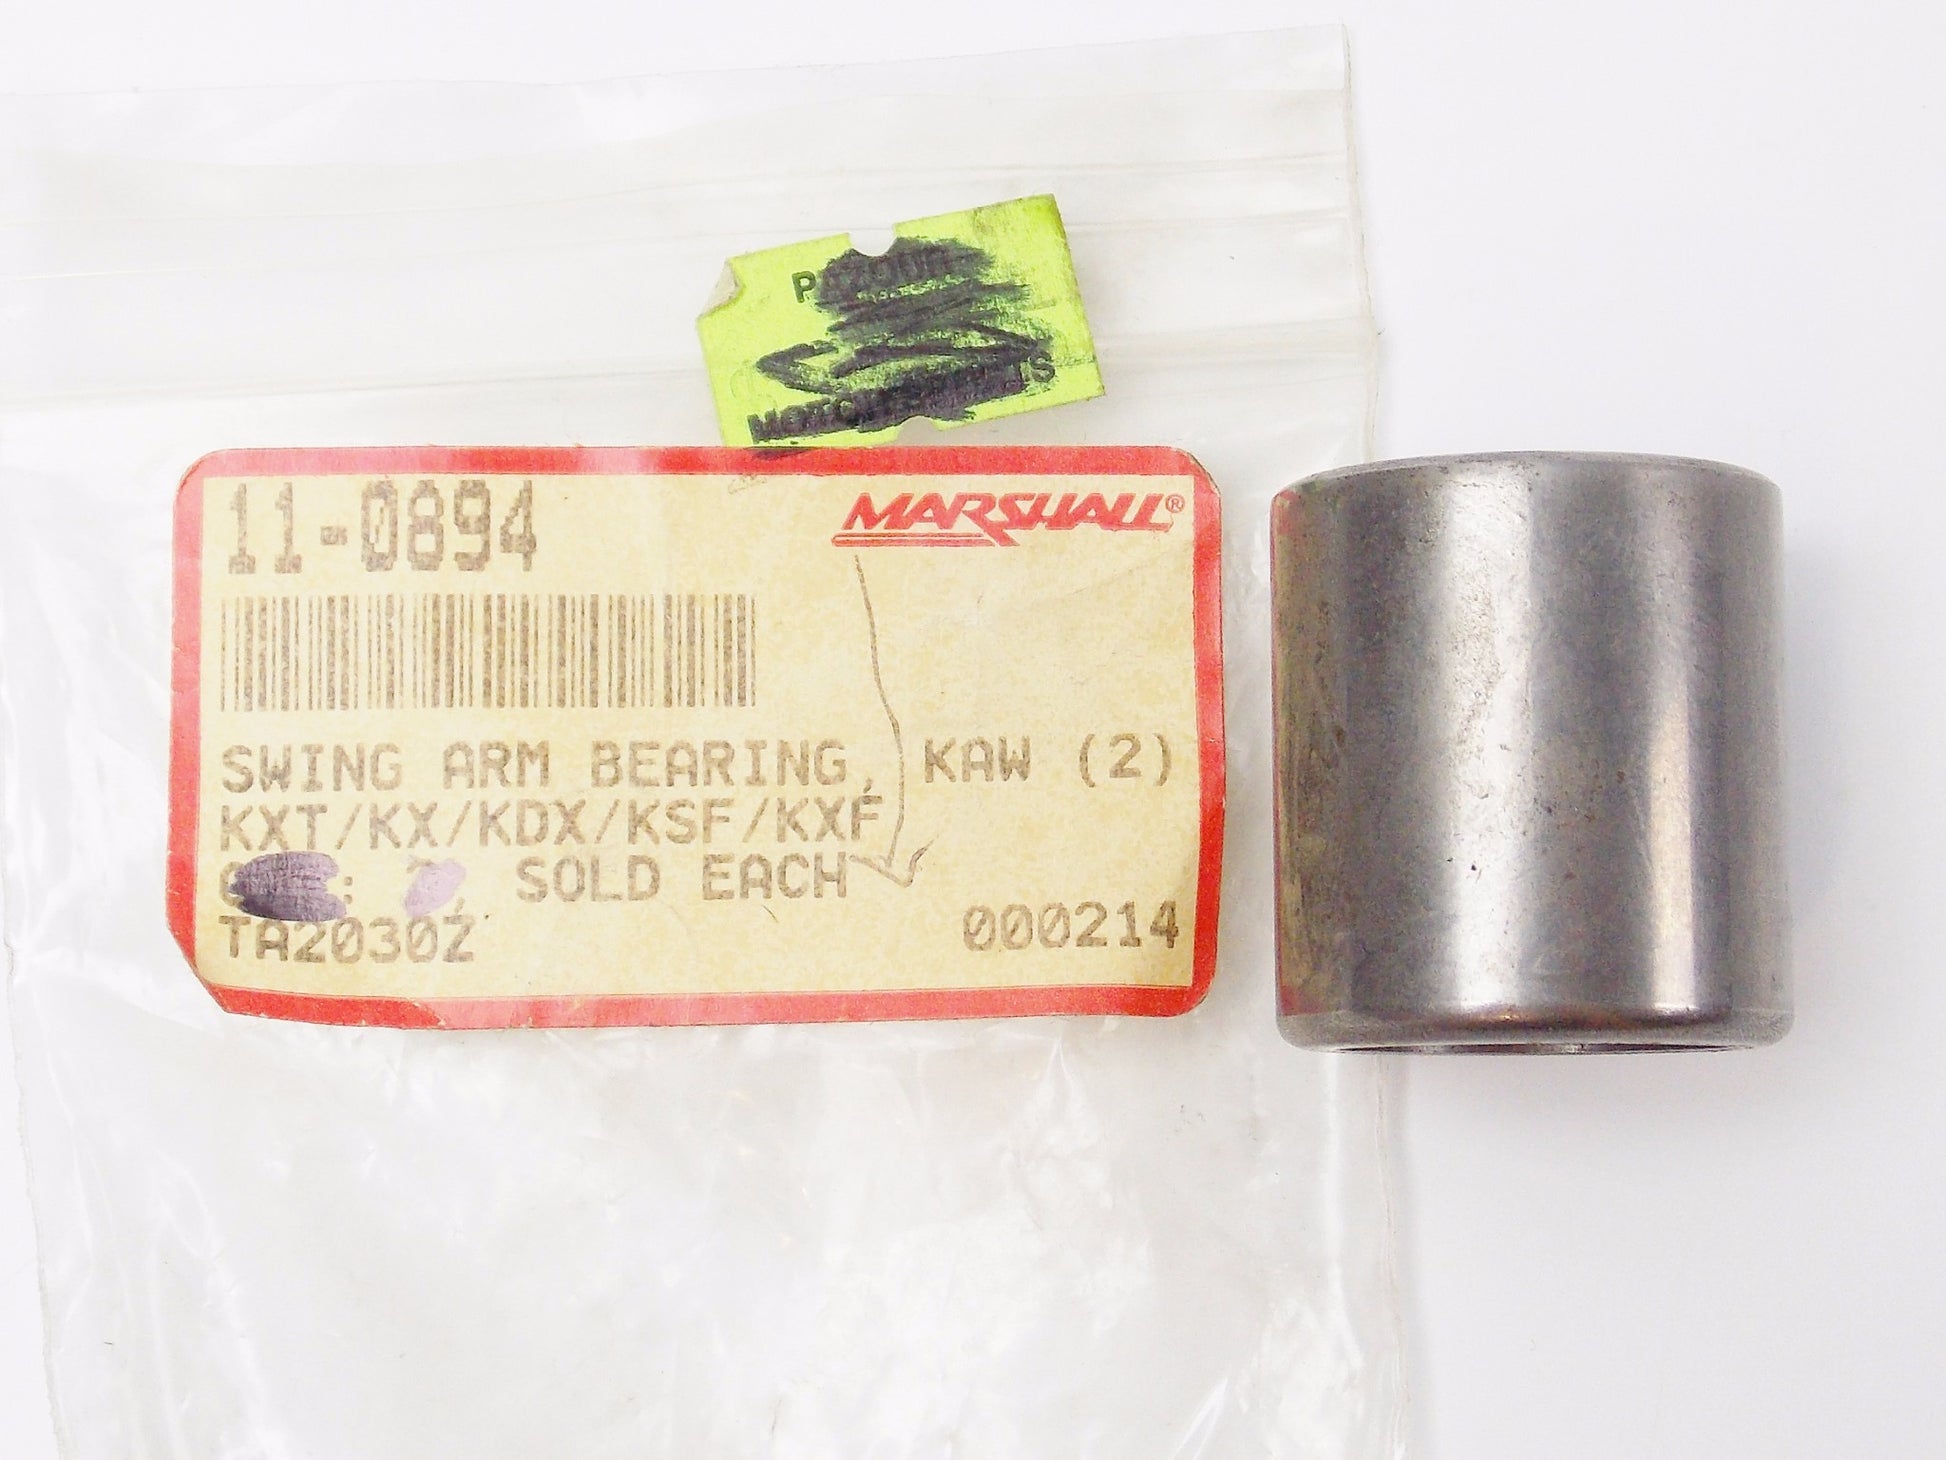 11-0894
MARSHALL®
SWING ARM BEARING, KAW (2)
KXT/KX/KDX/KSF/KXF
SOLD EACH
TA2030Z
000214